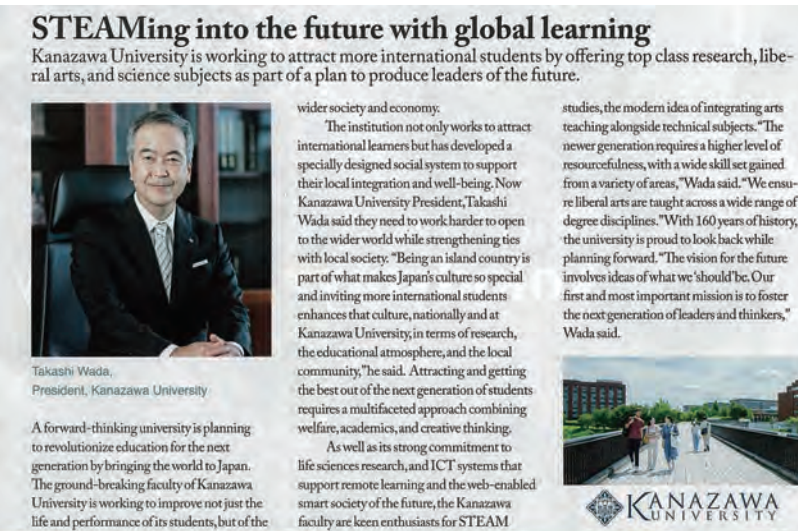 STEAMing into the future with global learning
Kanazawa University is working to attract more international students by offering top class research, libe-
ral arts, and science subjects as part of a plan to produce leaders of the future.
Takashi Wada,
President, Kanazawa University
A forward-thinking university is planning
to revolutionize education for the next
generation by bringing the world to Japan.
The ground-breaking faculty of Kanazawa
University is working to improve not just the
life and performance of its students, but of the
wider society and economy.
The institution not only works to attract
international learners but has developed a
specially designed social system to support
their local integration and well-being. Now
Kanazawa University President, Takashi
Wada said they need to work harder to open
to the wider world while strengthening ties
with local society. "Being an island country is
part of what makes Japan's culture so special
and inviting more international students
enhances that culture, nationally and at
Kanazawa University, in terms of research,
the educational atmosphere, and the local
community," he said. Attracting and getting
the best out of the next generation of students
requires a multifaceted approach combining
welfare, academics, and creative thinking.
As well as its strong commitment to
life sciences research, and ICT systems that
support remote learning and the web-enabled
smart society of the future, the Kanazawa
faculty are keen enthusiasts for STEAM
studies, the modern idea of integrating arts
teaching alongside technical subjects. "The
newer generation requires a higher level of
resourcefulness, with a wide skill set gained
from a variety of areas," Wada said. "We ensu-
re liberal arts are taught across a wide range of
degree disciplines." With 160 years of history,
the university is proud to look back while
planning forward. "The vision for the future
involves ideas of what we 'should' be. Our
first and most important mission is to foster
the next generation of leaders and thinkers,"
Wada said.
KANAZAWA
UNIVERSITY